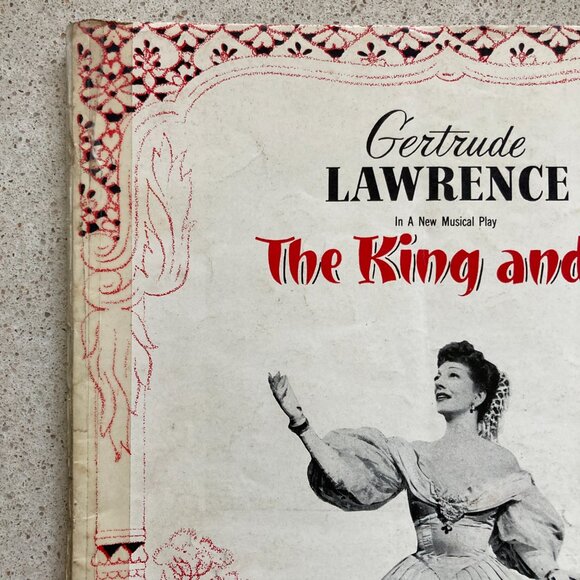 Gertrude
LAWRENCE
In A New Musical Play
The King and